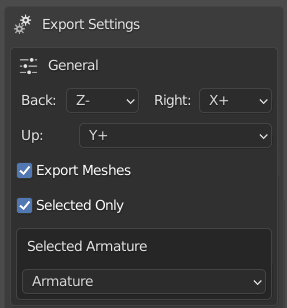 Export Settings
General
Back: Z- Right: X+
Up: Y+
Export Meshes
Selected Only
Selected Armature
Armature